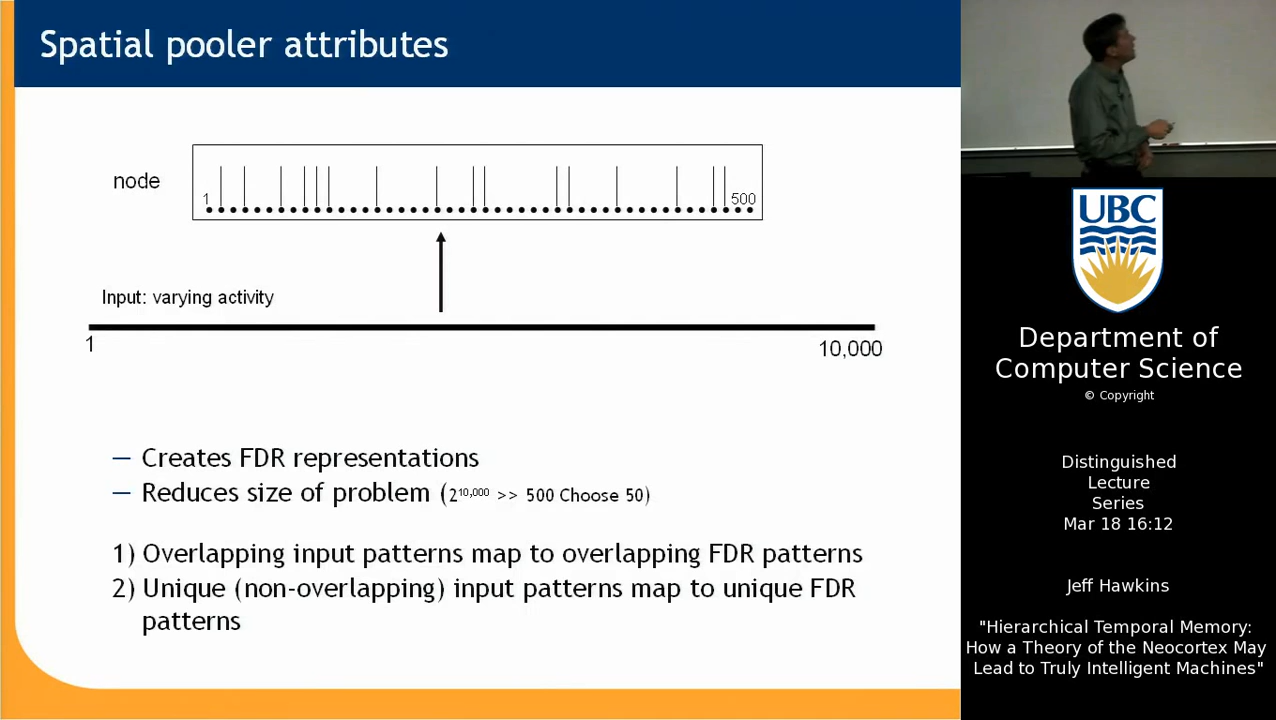 Spatial pooler attributes
node
1
500
Input: varying activity
1
10,000
— Creates FDR representations
— Reduces size of problem (2^10,000 >> 500 Choose 50)
1) Overlapping input patterns map to overlapping FDR patterns
2) Unique (non-overlapping) input patterns map to unique FDR
patterns
UBC
Department of
Computer Science
© Copyright
Distinguished
Lecture
Series
Mar 18 16:12
Jeff Hawkins
"Hierarchical Temporal Memory:
How a Theory of the Neocortex May
Lead to Truly Intelligent Machines"